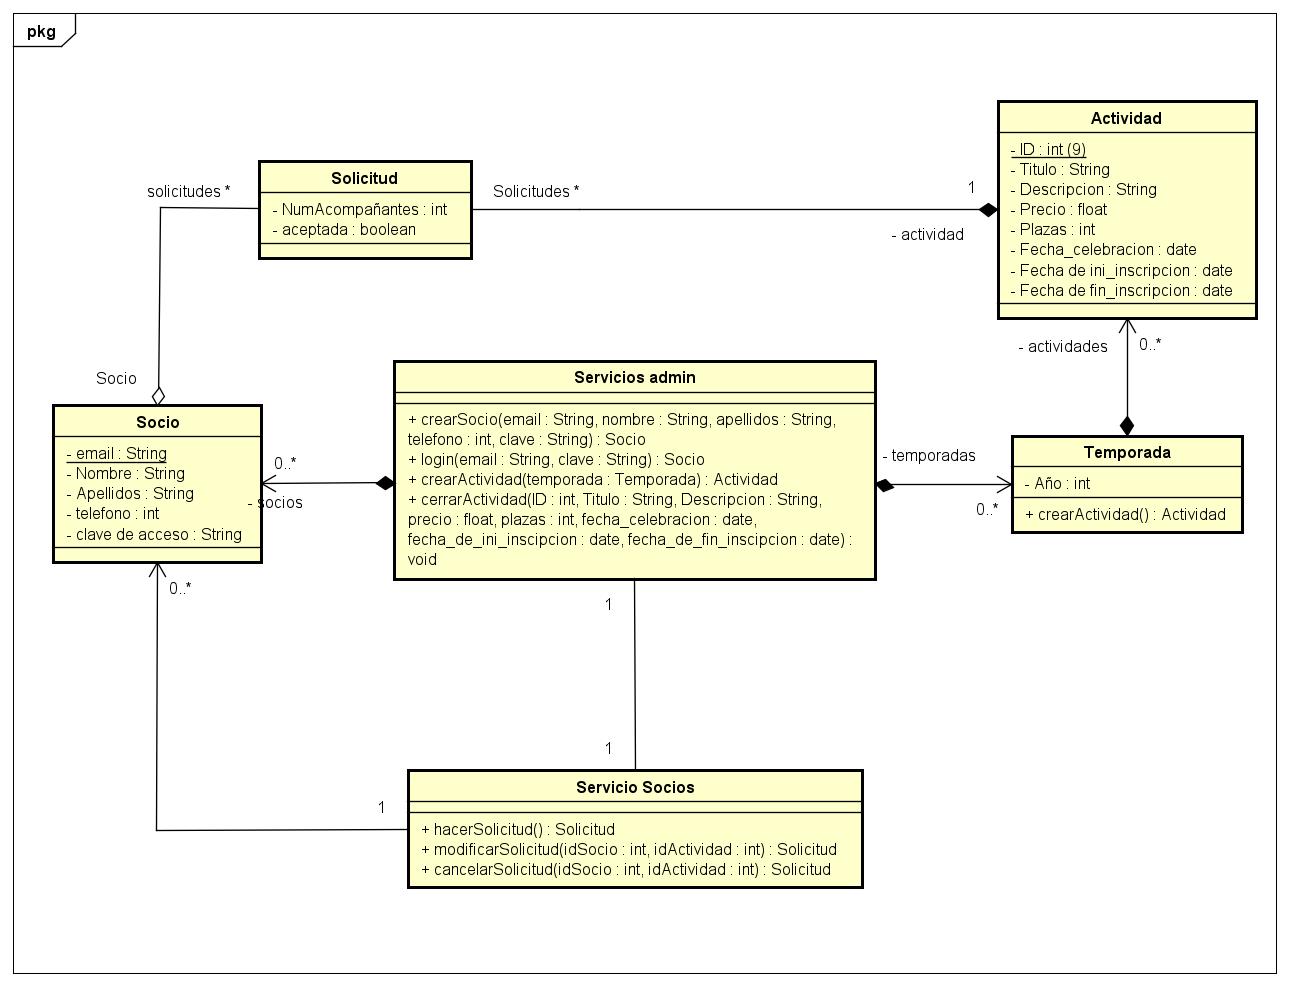 pkg
Actividad
- ID : int (9)
- Titulo : String
- Descripcion : String
- Precio : float
- Plazas : int
- Fecha_celebracion : date
- Fecha de ini_inscripcion : date
- Fecha de fin_inscripcion : date
Solicitud
- NumAcompañantes : int
- aceptada : boolean
solicitudes *
Solicitudes *
1
- actividad
- actividades
0..*
Socio
Socio
- email : String
- Nombre : String
- Apellidos : String
- telefono : int
- clave de acceso : String
0..*
- socios
Servicios admin
+ crearSocio(email : String, nombre : String, apellidos : String,
telefono : int, clave : String) : Socio
+ login(email : String, clave : String) : Socio
+ crearActividad(temporada : Temporada) : Actividad
+ cerrarActividad(ID : int, Titulo : String, Descripcion : String,
precio : float, plazas : int, fecha_celebracion : date,
fecha_de_ini_inscipcion : date, fecha_de_fin_inscipcion : date) :
void
- temporadas
0..*
Temporada
- Año : int
+ crearActividad() : Actividad
0..*
1
1
1
Servicio Socios
+ hacerSolicitud() : Solicitud
+ modificarSolicitud(idSocio : int, idActividad : int) : Solicitud
+ cancelarSolicitud(idSocio : int, idActividad : int) : Solicitud